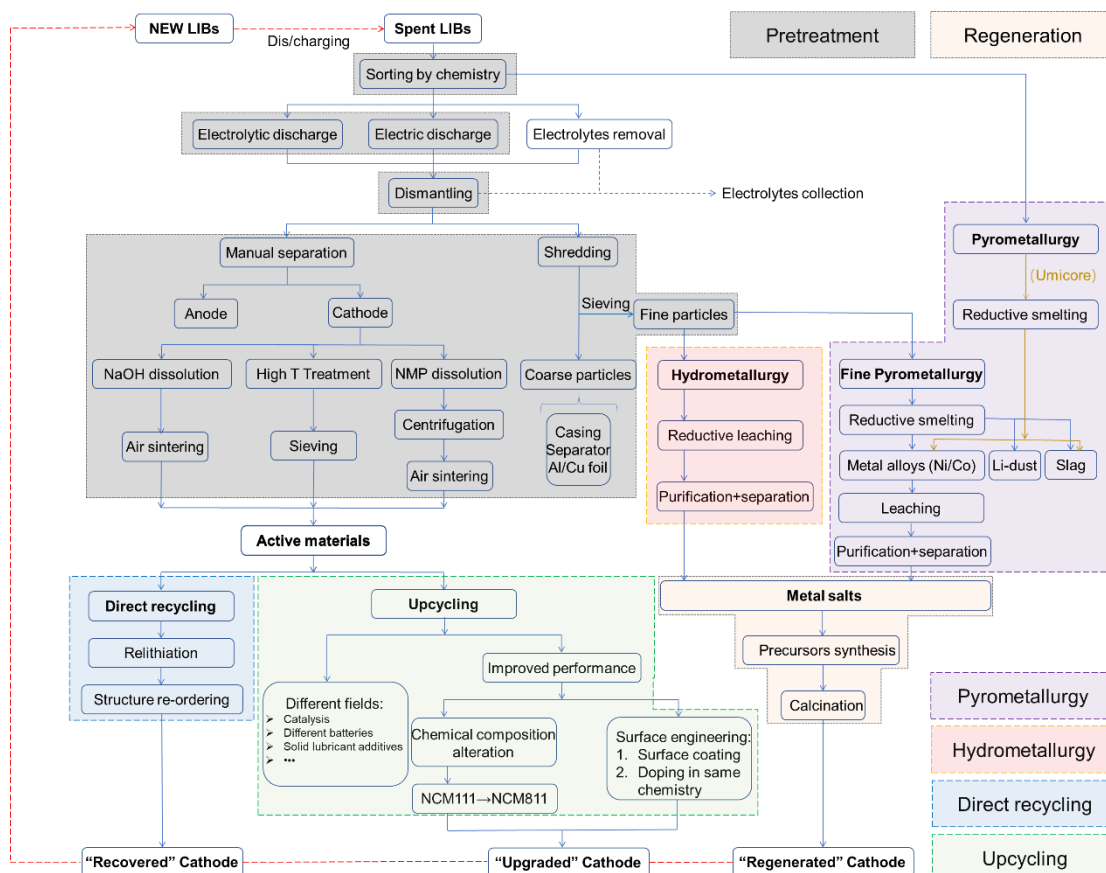 NEW LIBs
Spent LIBs
Dis/charging
Pretreatment
Regeneration
Sorting by chemistry
Electrolytic discharge
Electric discharge
Electrolytes removal
Dismantling
Electrolytes collection
Manual separation
Shredding
Pyrometallurgy
(Umicore)
Anode
Cathode
Sieving
Fine particles
Reductive smelting
NaOH dissolution
High T Treatment
NMP dissolution
Coarse particles
Hydrometallurgy
Fine Pyrometallurgy
Centrifugation
Casing
Separator
Al/Cu foil
Reductive leaching
Reductive smelting
Air sintering
Sieving
Air sintering
Metal alloys (Ni/Co)
Li-dust
Slag
Purification+separation
Leaching
Active materials
Purification+separation
Direct recycling
Upcycling
Metal salts
Relithiation
Improved performance
Precursors synthesis
Structure re-ordering
Different fields:
➢ Catalysis
➢ Different batteries
➢ Solid lubricant additives
➢ •••
Chemical composition
alteration
Surface engineering:
1. Surface coating
2. Doping in same
chemistry
Calcination
NCM111→NCM811
Pyrometallurgy
Hydrometallurgy
Direct recycling
Upcycling
“Recovered” Cathode
“Upgraded” Cathode
“Regenerated” Cathode